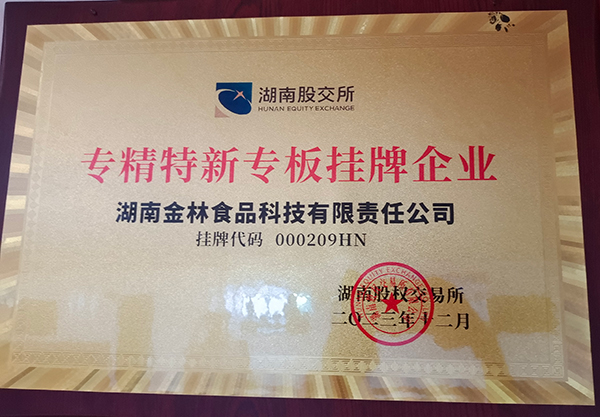 湖南股交所
HUNAN EQUITY EXCHANGE
专精特新专板挂牌企业
湖南金林食品科技有限责任公司
挂牌代码 000209HN
湖南股权交易所
二〇二三年十二月